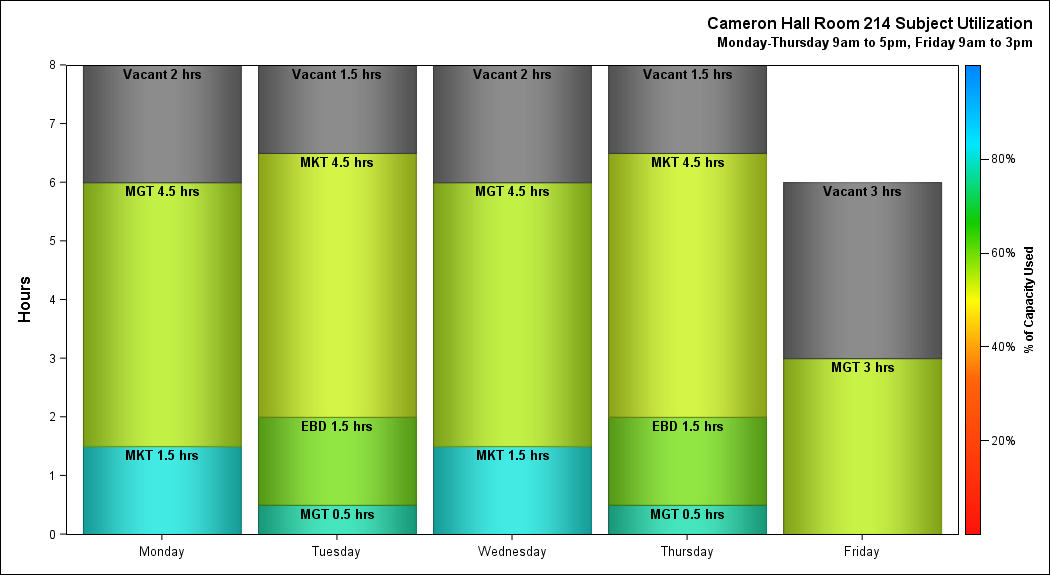 Cameron Hall Room 214 Subject Utilization
Monday-Thursday 9am to 5pm, Friday 9am to 3pm
Hours
8
7
6
5
4
3
2
1
0
Vacant 2 hrs
MGT 4.5 hrs
MKT 1.5 hrs
Vacant 1.5 hrs
MKT 4.5 hrs
EBD 1.5 hrs
MGT 0.5 hrs
Vacant 2 hrs
MGT 4.5 hrs
MKT 1.5 hrs
Vacant 1.5 hrs
MKT 4.5 hrs
EBD 1.5 hrs
MGT 0.5 hrs
Vacant 3 hrs
MGT 3 hrs
Monday
Tuesday
Wednesday
Thursday
Friday
80%
60%
40%
20%
% of Capacity Used